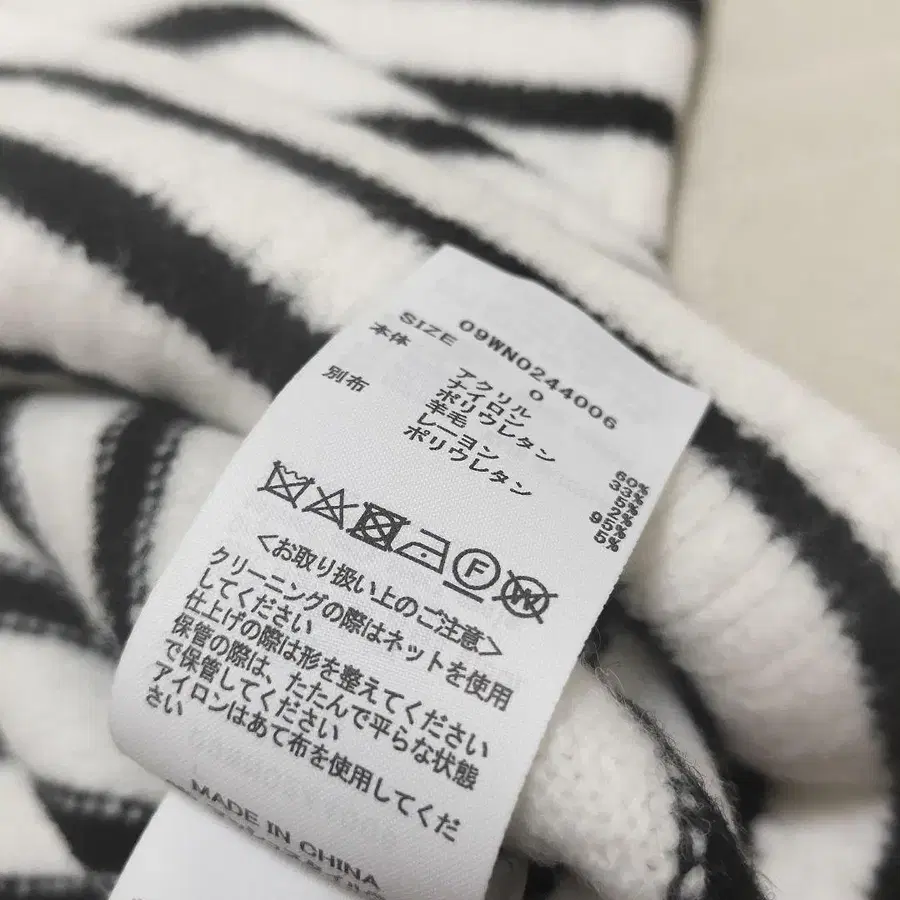 09WN0244006
SIZE 0
本体 アクリル 60%
ナイロン 33%
ポリウレタン 5%
羊毛 2%
別布 レーヨン 95%
ポリウレタン 5%
F
W
<お取り扱い上のご注意>
クリーニングの際はネットを使用
してください
仕上げの際は形を整えてください
保管の際は、たたんで平らな状態
で保管してください
アイロンはあて布を使用してくだ
さい
MADE IN CHINA